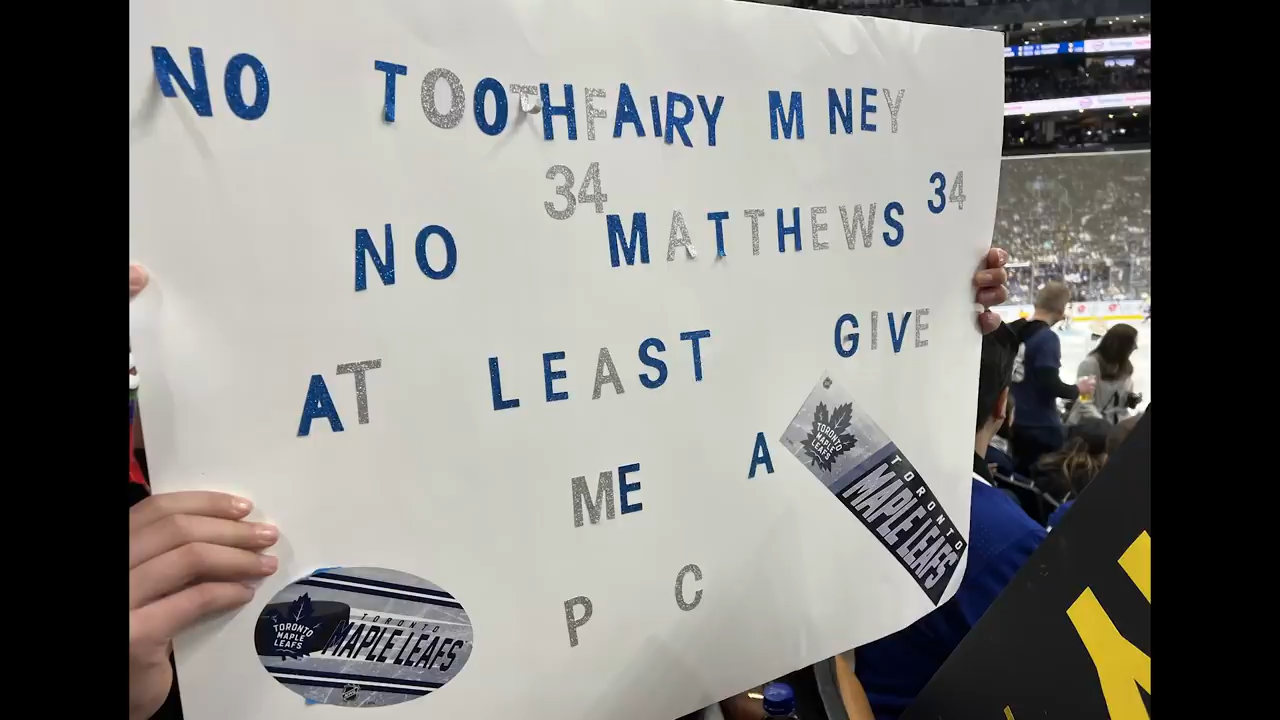 NO TOOTHFAIRY M NEY
34
NO MATTHEWS 34
AT LEAST GIVE
ME A
P C
TORONTO MAPLE LEAFS
TORONTO
MAPLE LEAFS
TORONTO MAPLE LEAFS
TORONTO
MAPLE LEAFS